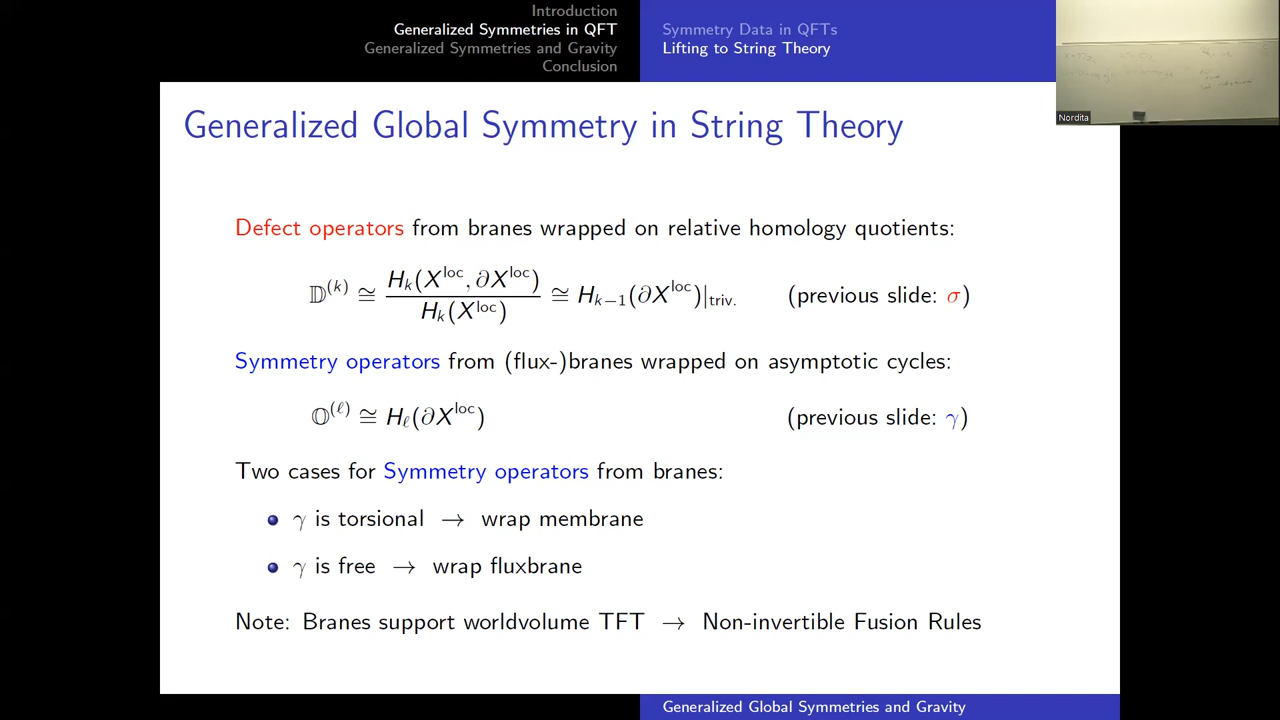 Introduction
Generalized Symmetries in QFT
Generalized Symmetries and Gravity
Conclusion
Symmetry Data in QFTs
Lifting to String Theory
Nordita
Generalized Global Symmetry in String Theory
Defect operators from branes wrapped on relative homology quotients:
𝔻^(k) ≅ H_k(X^loc, ∂X^loc) / H_k(X^loc) ≅ H_{k−1}(∂X^loc)|_triv. (previous slide: σ)
Symmetry operators from (flux-)branes wrapped on asymptotic cycles:
𝕆^(ℓ) ≅ H_ℓ(∂X^loc) (previous slide: γ)
Two cases for Symmetry operators from branes:
γ is torsional → wrap membrane
γ is free → wrap fluxbrane
Note: Branes support worldvolume TFT → Non-invertible Fusion Rules
Generalized Global Symmetries and Gravity